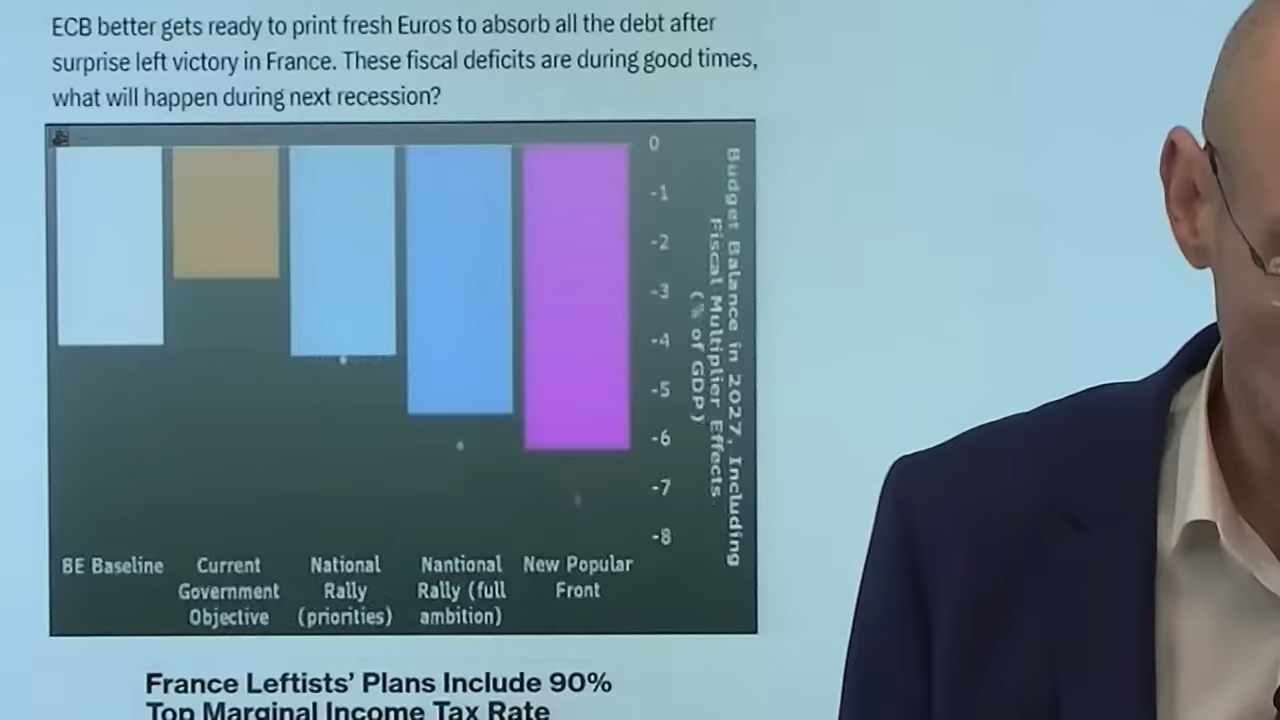 ECB better gets ready to print fresh Euros to absorb all the debt after
surprise left victory in France. These fiscal deficits are during good times,
what will happen during next recession?
0
-1
-2
-3
-4
-5
-6
-7
-8
Budget Balance in 2027, Including
Fiscal Multiplier Effects
(% of GDP)
BE Baseline
Current
Government
Objective
National
Rally
(priorities)
Nantional
Rally (full
ambition)
New Popular
Front
France Leftists' Plans Include 90%
Top Marginal Income Tax Rate